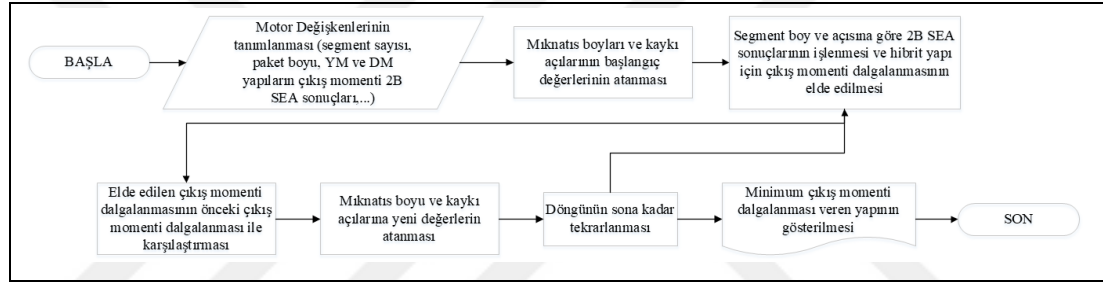 BAŞLA
Motor Değişkenlerinin
tanımlanması (segment sayısı,
paket boyu, YM ve DM
yapıların çıkış momenti 2B
SEA sonuçları,...)
Mıknatıs boyları ve kaykı
açılarının başlangıç
değerlerinin atanması
Segment boy ve açısına göre 2B SEA
sonuçlarının işlenmesi ve hibrit yapı
için çıkış momenti dalgalanmasının
elde edilmesi
Elde edilen çıkış momenti
dalgalanmasının önceki çıkış
momenti dalgalanması ile
karşılaştırması
Mıknatıs boyu ve kaykı
açılarına yeni değerlerin
atanması
Döngünün sona kadar
tekrarlanması
Minimum çıkış momenti
dalgalanması veren yapının
gösterilmesi
SON